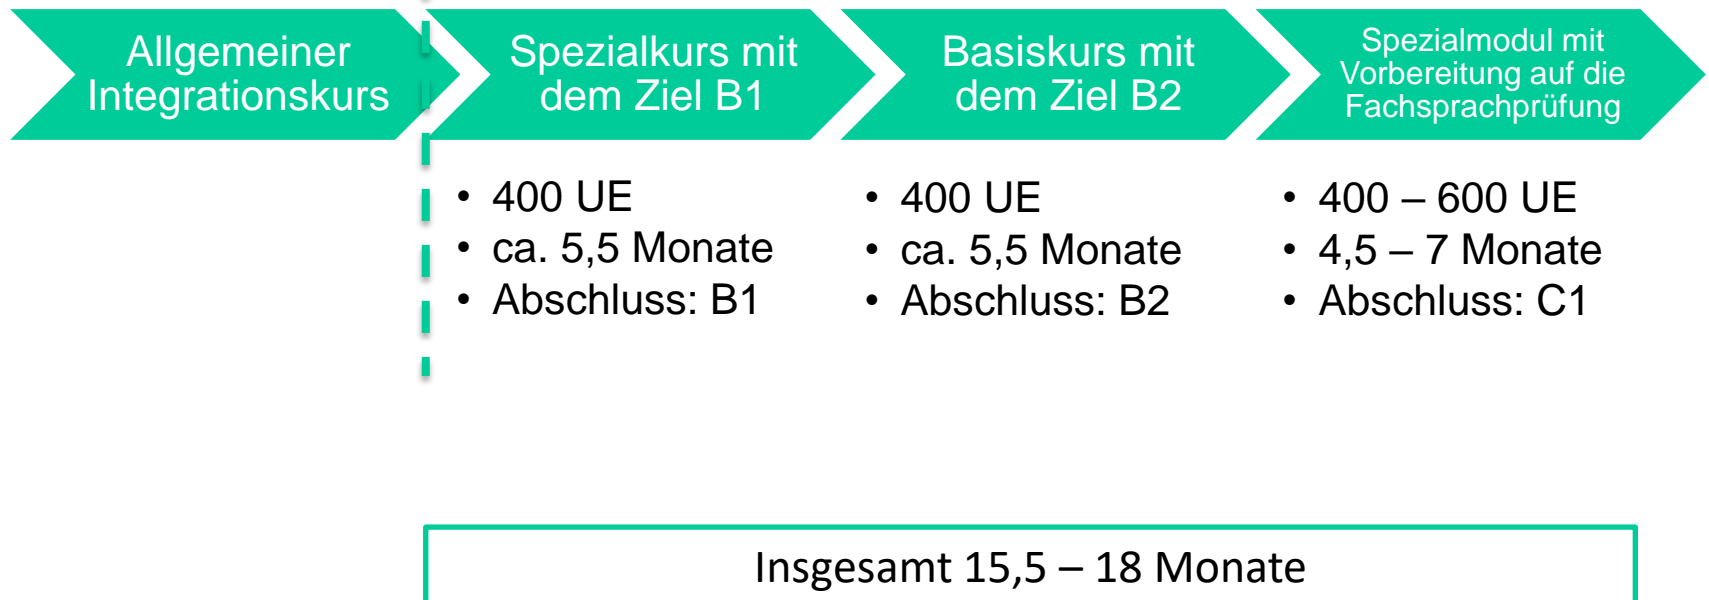 Allgemeiner
Integrationskurs
Spezialkurs mit
dem Ziel B1
Basiskurs mit
dem Ziel B2
Spezialmodul mit
Vorbereitung auf die
Fachsprachprüfung
• 400 UE
• ca. 5,5 Monate
• Abschluss: B1
• 400 UE
• ca. 5,5 Monate
• Abschluss: B2
• 400 – 600 UE
• 4,5 – 7 Monate
• Abschluss: C1
Insgesamt 15,5 – 18 Monate